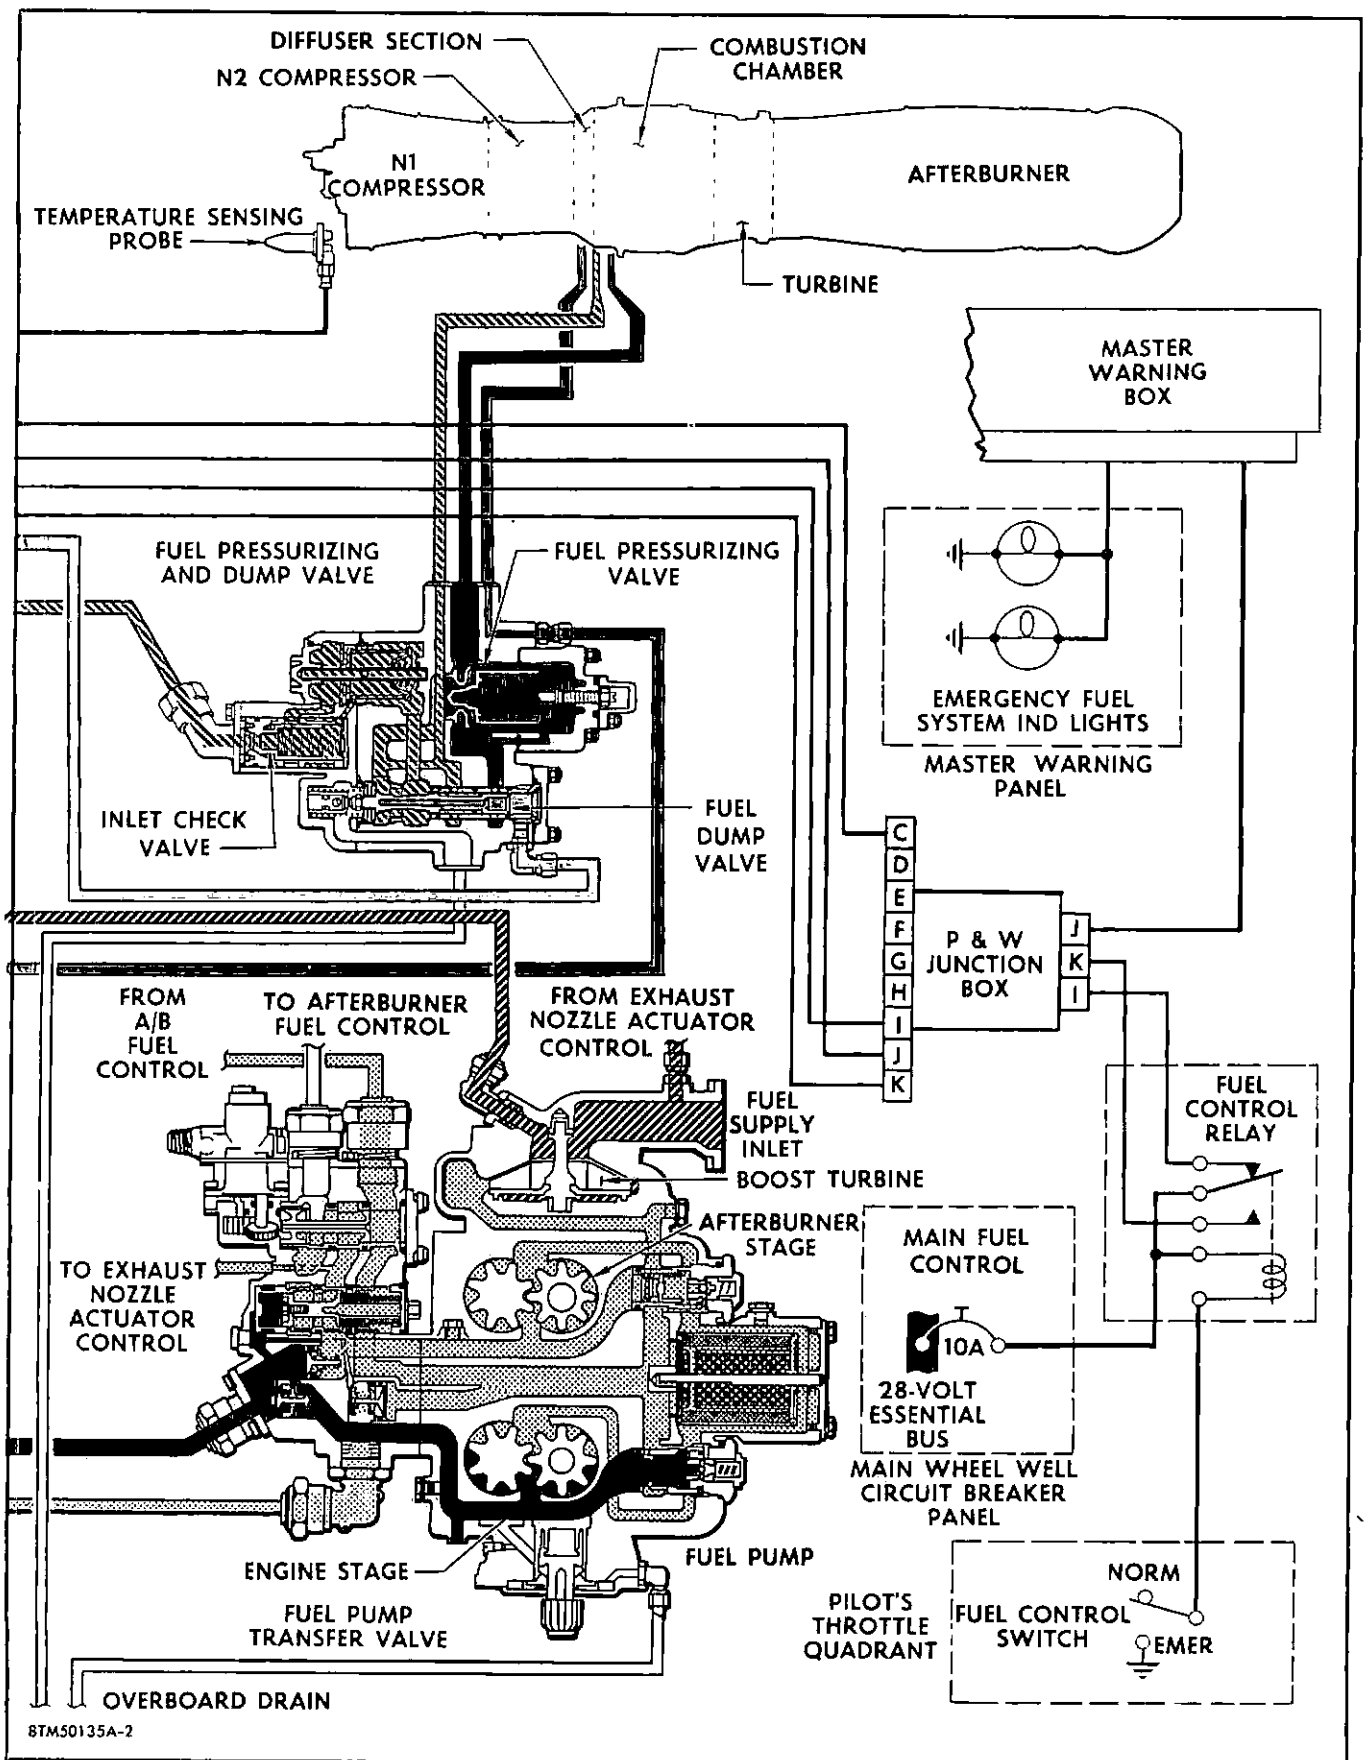 DIFFUSER SECTION
N2 COMPRESSOR
COMBUSTION
CHAMBER
N1
COMPRESSOR
AFTERBURNER
TEMPERATURE SENSING
PROBE
TURBINE
MASTER
WARNING
BOX
FUEL PRESSURIZING
AND DUMP VALVE
FUEL PRESSURIZING
VALVE
EMERGENCY FUEL
SYSTEM IND LIGHTS
MASTER WARNING
PANEL
INLET CHECK
VALVE
FUEL
DUMP
VALVE
C
D
E
F
G
H
I
J
K
P & W
JUNCTION
BOX
J
K
I
FROM
A/B
FUEL
CONTROL
TO AFTERBURNER
FUEL CONTROL
FROM EXHAUST
NOZZLE ACTUATOR
CONTROL
FUEL
SUPPLY
INLET
BOOST TURBINE
FUEL
CONTROL
RELAY
AFTERBURNER
STAGE
TO EXHAUST
NOZZLE
ACTUATOR
CONTROL
MAIN FUEL
CONTROL
10A
28-VOLT
ESSENTIAL
BUS
MAIN WHEEL WELL
CIRCUIT BREAKER
PANEL
ENGINE STAGE
FUEL PUMP
FUEL PUMP
TRANSFER VALVE
PILOT'S
THROTTLE
QUADRANT
NORM
FUEL CONTROL
SWITCH
EMER
OVERBOARD DRAIN
8TM50135A-2